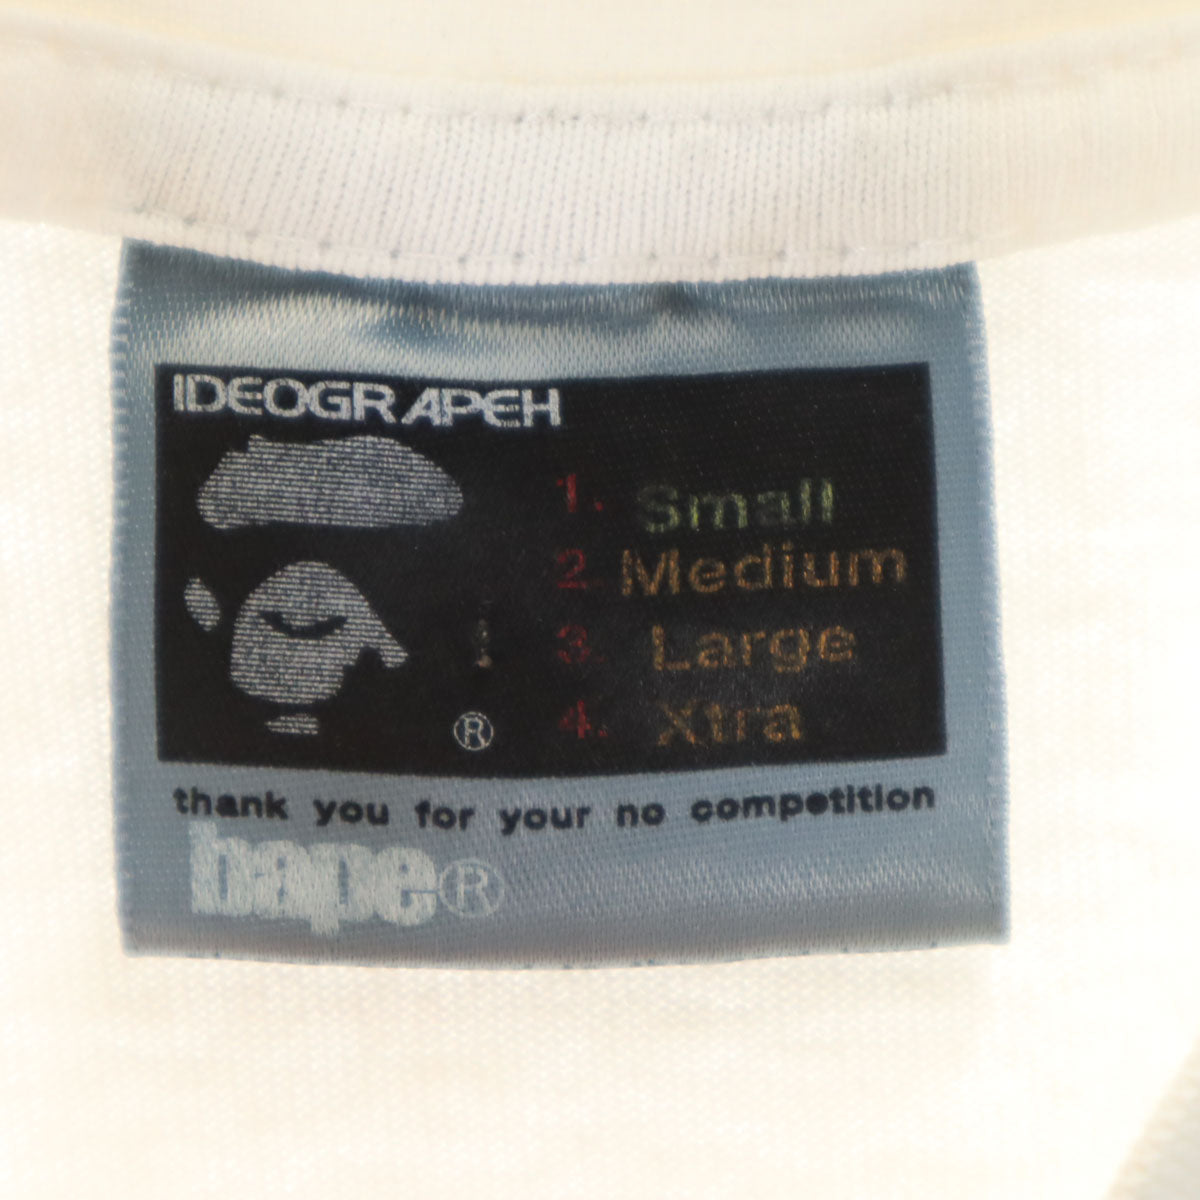 IDEOGRAPEH
1. Small
2. Medium
3. Large
4. Xtra
®
thank you for your no competition
bape®